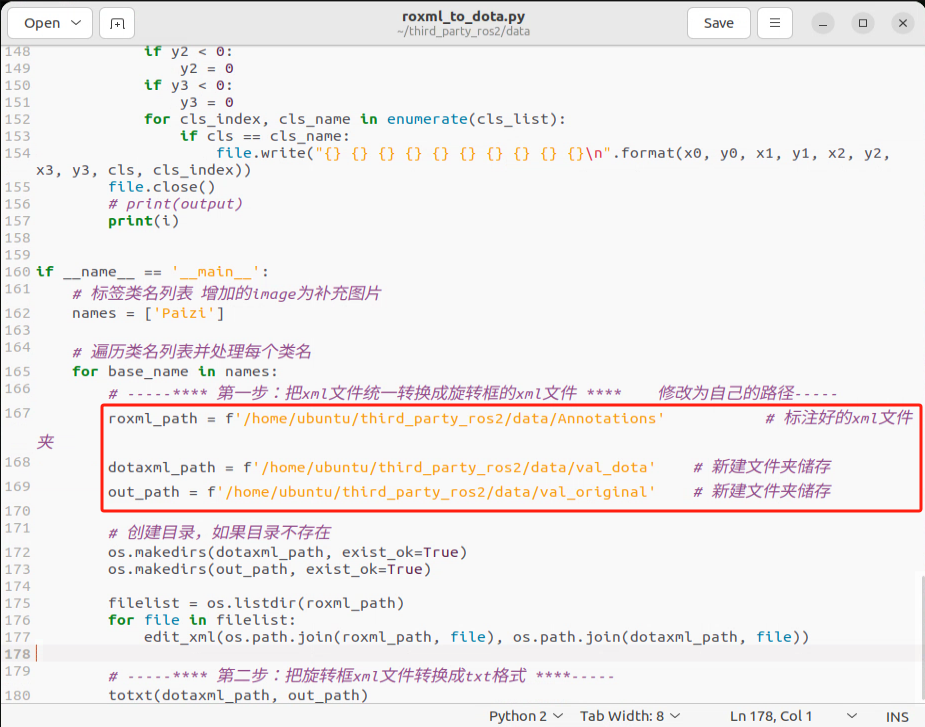 Open
roxml_to_dota.py
~/third_party_ros2/data
Save
148 if y2 < 0:
149 y2 = 0
150 if y3 < 0:
151 y3 = 0
152 for cls_index, cls_name in enumerate(cls_list):
153 if cls == cls_name:
154 file.write("{} {} {} {} {} {} {} {} {} {}\n".format(x0, y0, x1, y1, x2, y2,
x3, y3, cls, cls_index))
155 file.close()
156 # print(output)
157 print(i)
158
159
160 if __name__ == '__main__':
161 # 标签类名列表 增加的image为补充图片
162 names = ['Paizi']
163
164 # 遍历类名列表并处理每个类名
165 for base_name in names:
166 # -----**** 第一步：把xml文件统一转换成旋转框的xml文件 **** 修改为自己的路径-----
167 roxml_path = f'/home/ubuntu/third_party_ros2/data/Annotations' # 标注好的xml文件
夹
168 dotaxml_path = f'/home/ubuntu/third_party_ros2/data/val_dota' # 新建文件夹储存
169 out_path = f'/home/ubuntu/third_party_ros2/data/val_original' # 新建文件夹储存
170
171 # 创建目录，如果目录不存在
172 os.makedirs(dotaxml_path, exist_ok=True)
173 os.makedirs(out_path, exist_ok=True)
174
175 filelist = os.listdir(roxml_path)
176 for file in filelist:
177 edit_xml(os.path.join(roxml_path, file), os.path.join(dotaxml_path, file))
178
179 # -----**** 第二步：把旋转框xml文件转换成txt格式 ****-----
180 totxt(dotaxml_path, out_path)
Python 2 Tab Width: 8 Ln 178, Col 1 INS